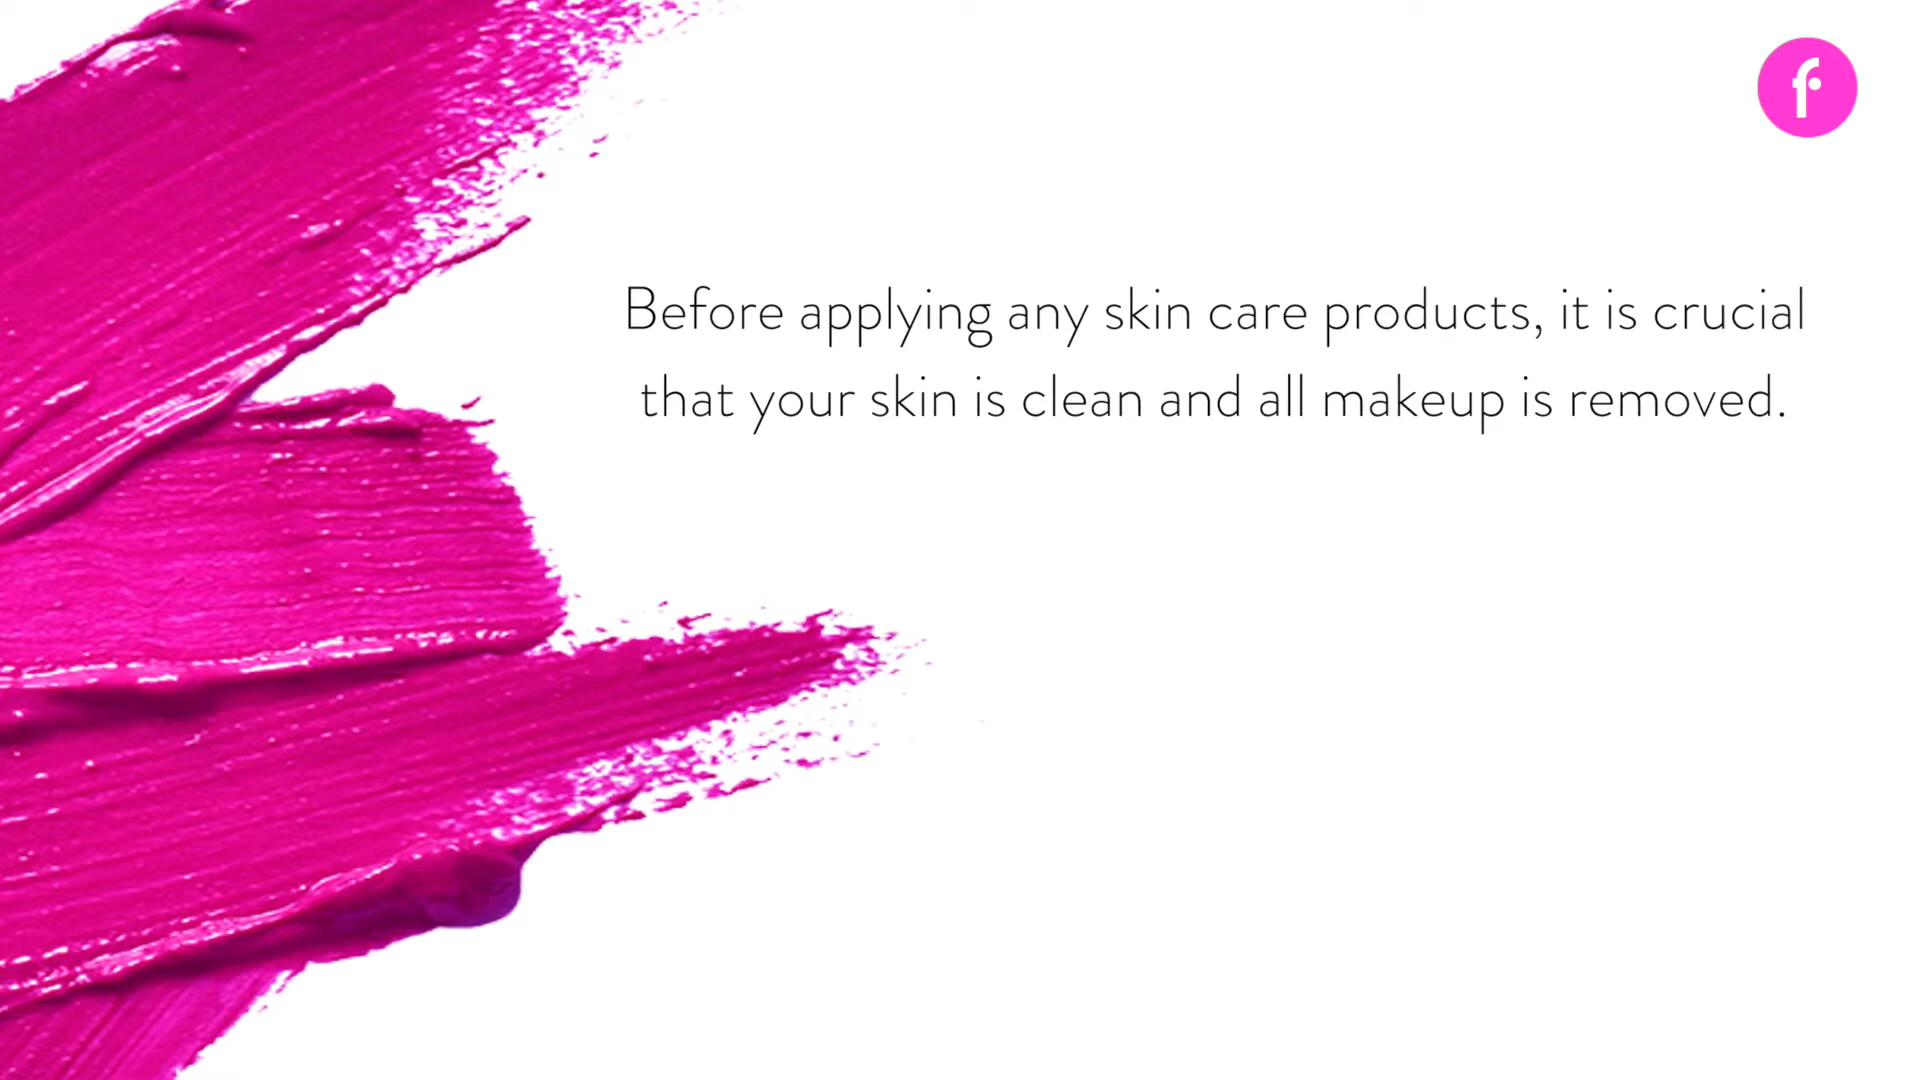 f
Before applying any skin care products, it is crucial
that your skin is clean and all makeup is removed.